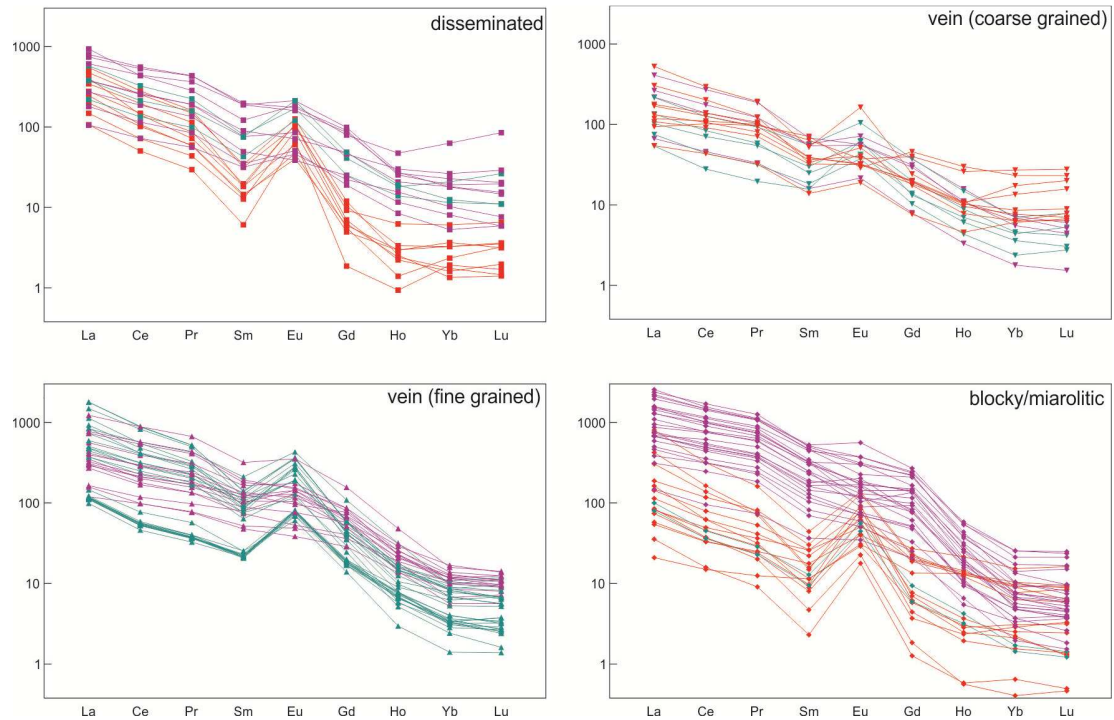 disseminated
1000
100
10
1
La Ce Pr Sm Eu Gd Ho Yb Lu
vein (coarse grained)
1000
100
10
1
La Ce Pr Sm Eu Gd Ho Yb Lu
vein (fine grained)
1000
100
10
1
La Ce Pr Sm Eu Gd Ho Yb Lu
blocky/miarolitic
1000
100
10
1
La Ce Pr Sm Eu Gd Ho Yb Lu